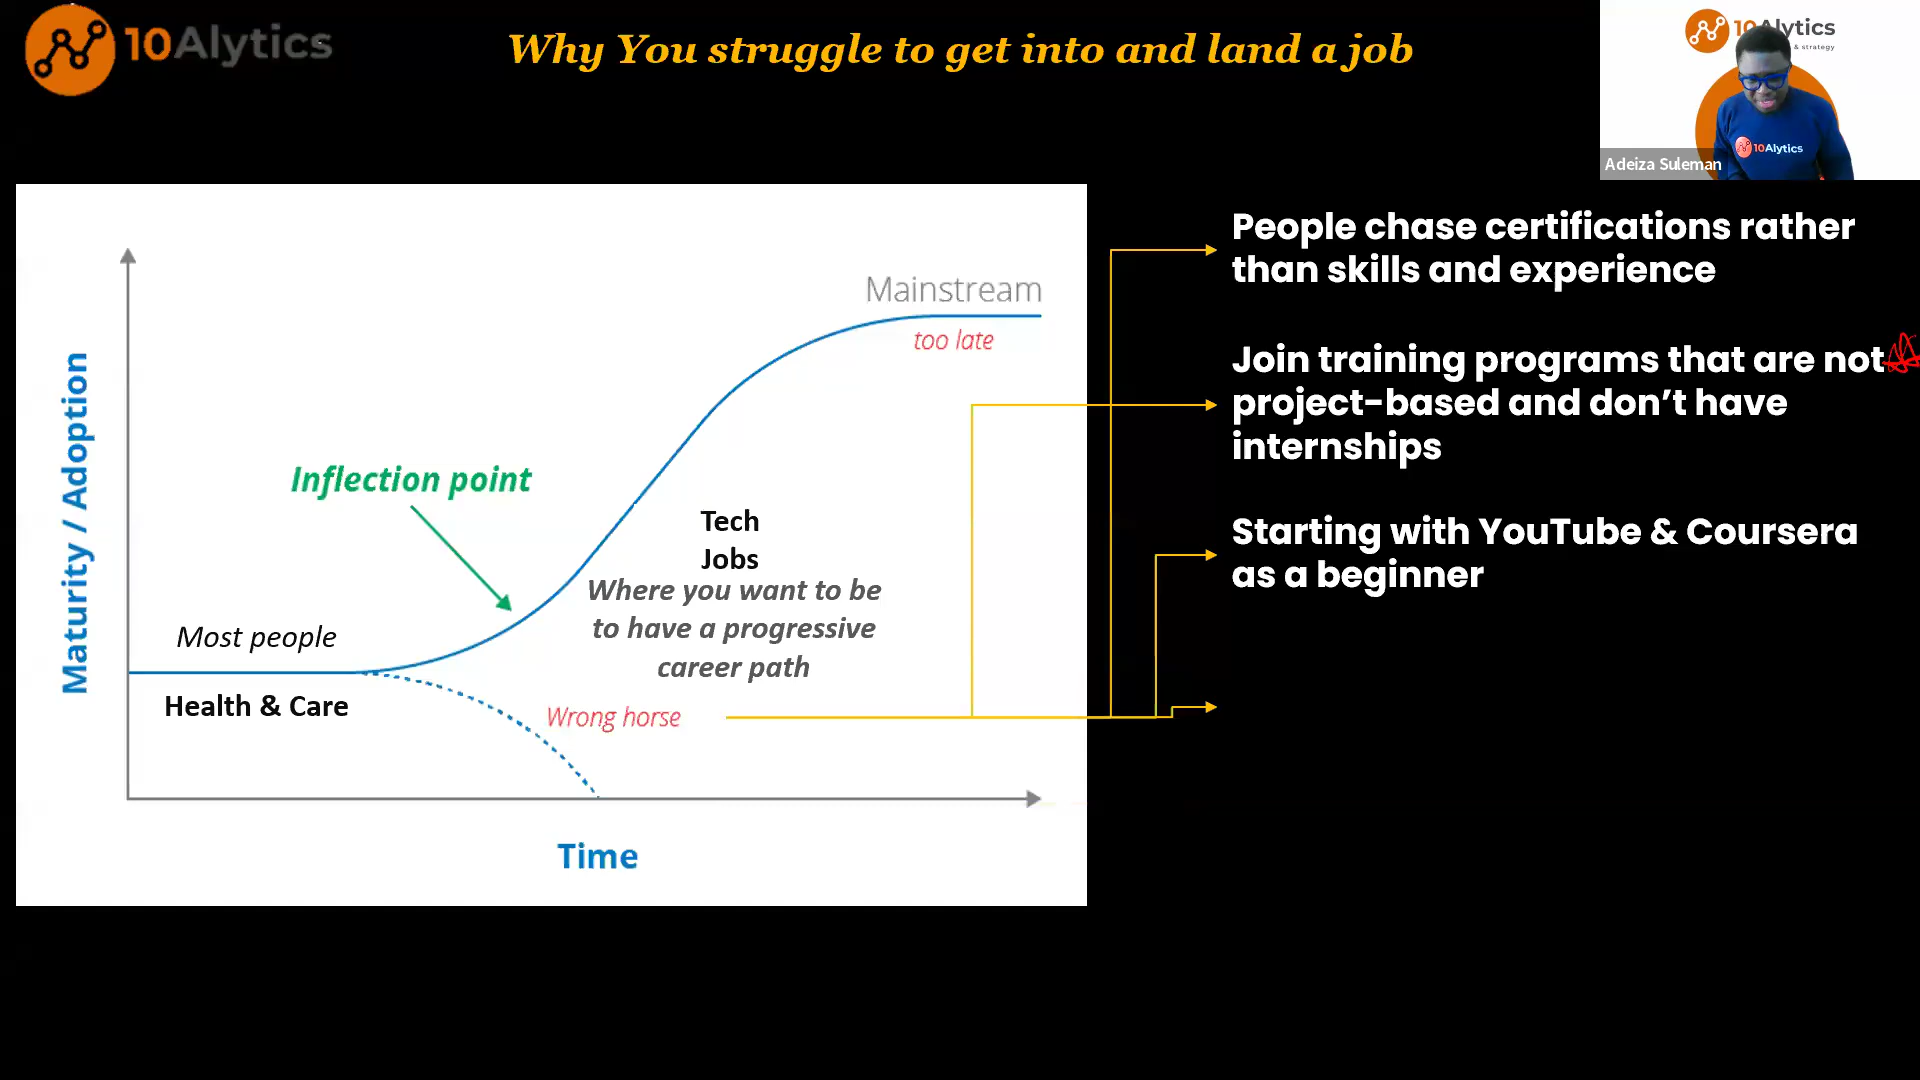 10Alytics
Why You struggle to get into and land a job
10Alytics
& strategy
10Alytics
Adeiza Suleman
People chase certifications rather
than skills and experience
Join training programs that are not
project-based and don't have
internships
Starting with YouTube & Coursera
as a beginner
Mainstream
too late
Inflection point
Tech
Jobs
Where you want to be
to have a progressive
career path
Most people
Health & Care
Wrong horse
Maturity / Adoption
Time